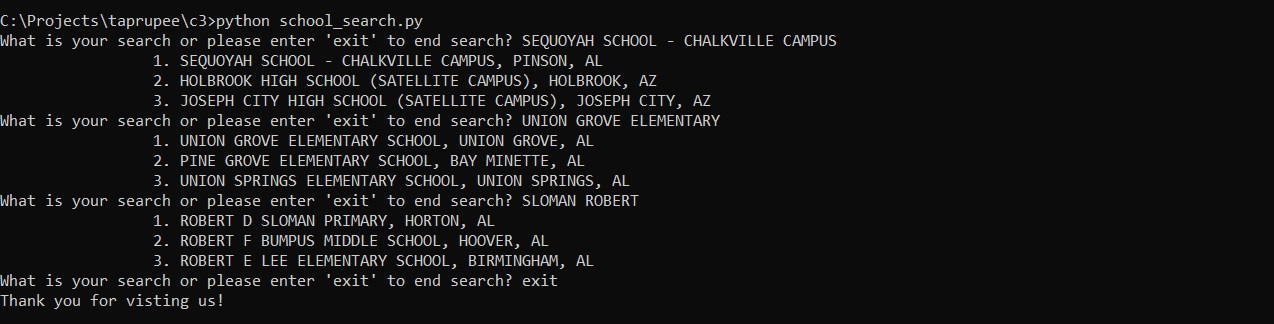 C:\Projects\taprupee\c3>python school_search.py
What is your search or please enter 'exit' to end search? SEQUOYAH SCHOOL - CHALKVILLE CAMPUS
1. SEQUOYAH SCHOOL - CHALKVILLE CAMPUS, PINSON, AL
2. HOLBROOK HIGH SCHOOL (SATELLITE CAMPUS), HOLBROOK, AZ
3. JOSEPH CITY HIGH SCHOOL (SATELLITE CAMPUS), JOSEPH CITY, AZ
What is your search or please enter 'exit' to end search? UNION GROVE ELEMENTARY
1. UNION GROVE ELEMENTARY SCHOOL, UNION GROVE, AL
2. PINE GROVE ELEMENTARY SCHOOL, BAY MINETTE, AL
3. UNION SPRINGS ELEMENTARY SCHOOL, UNION SPRINGS, AL
What is your search or please enter 'exit' to end search? SLOMAN ROBERT
1. ROBERT D SLOMAN PRIMARY, HORTON, AL
2. ROBERT F BUMPUS MIDDLE SCHOOL, HOOVER, AL
3. ROBERT E LEE ELEMENTARY SCHOOL, BIRMINGHAM, AL
What is your search or please enter 'exit' to end search? exit
Thank you for visting us!